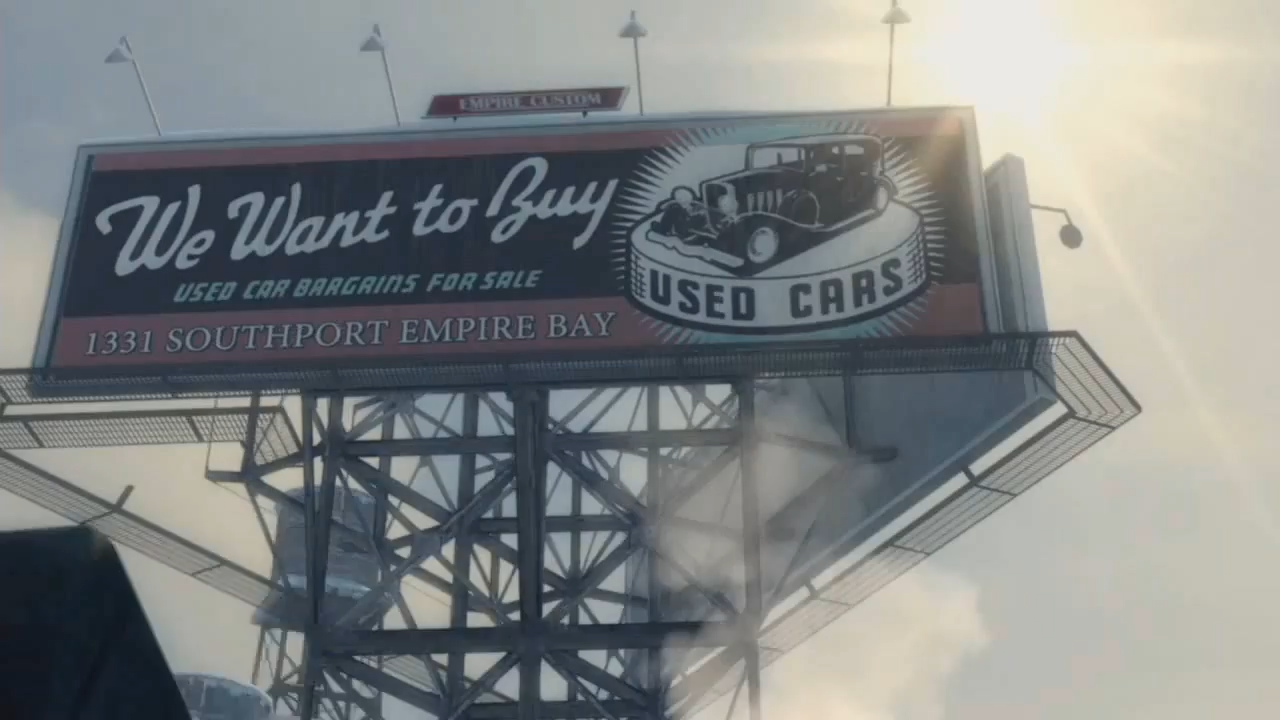 EMPIRE CUSTOM
We Want to Buy
USED CAR BARGAINS FOR SALE
1331 SOUTHPORT EMPIRE BAY
USED CARS